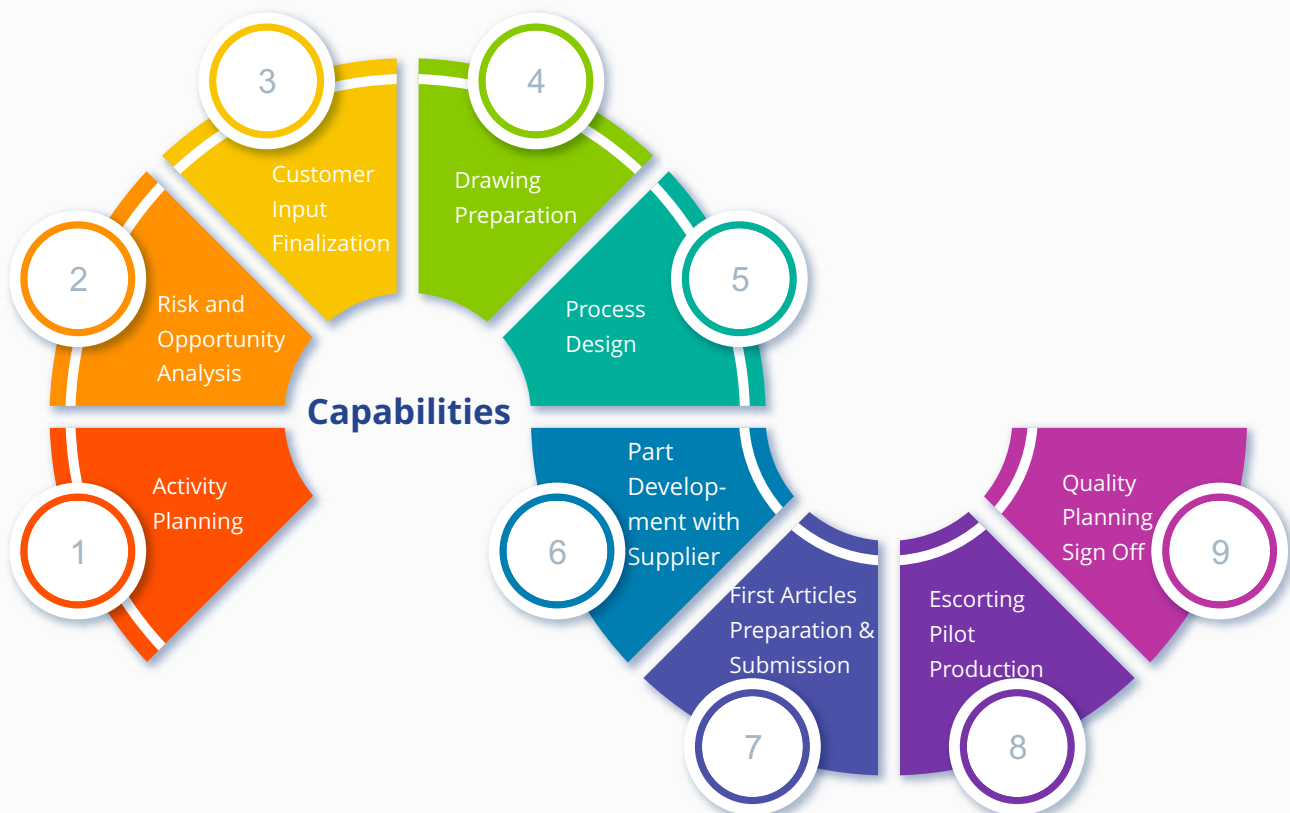 1
Activity
Planning
2
Risk and
Opportunity
Analysis
3
Customer
Input
Finalization
4
Drawing
Preparation
5
Process
Design
Capabilities
6
Part
Develop-
ment with
Supplier
7
First Articles
Preparation &
Submission
8
Escorting
Pilot
Production
9
Quality
Planning
Sign Off